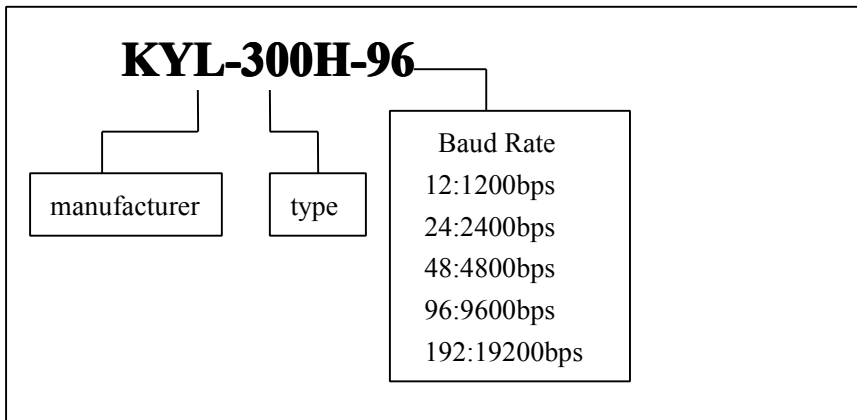 KYL-300H-96
manufacturer
type
Baud Rate
12:1200bps
24:2400bps
48:4800bps
96:9600bps
192:19200bps